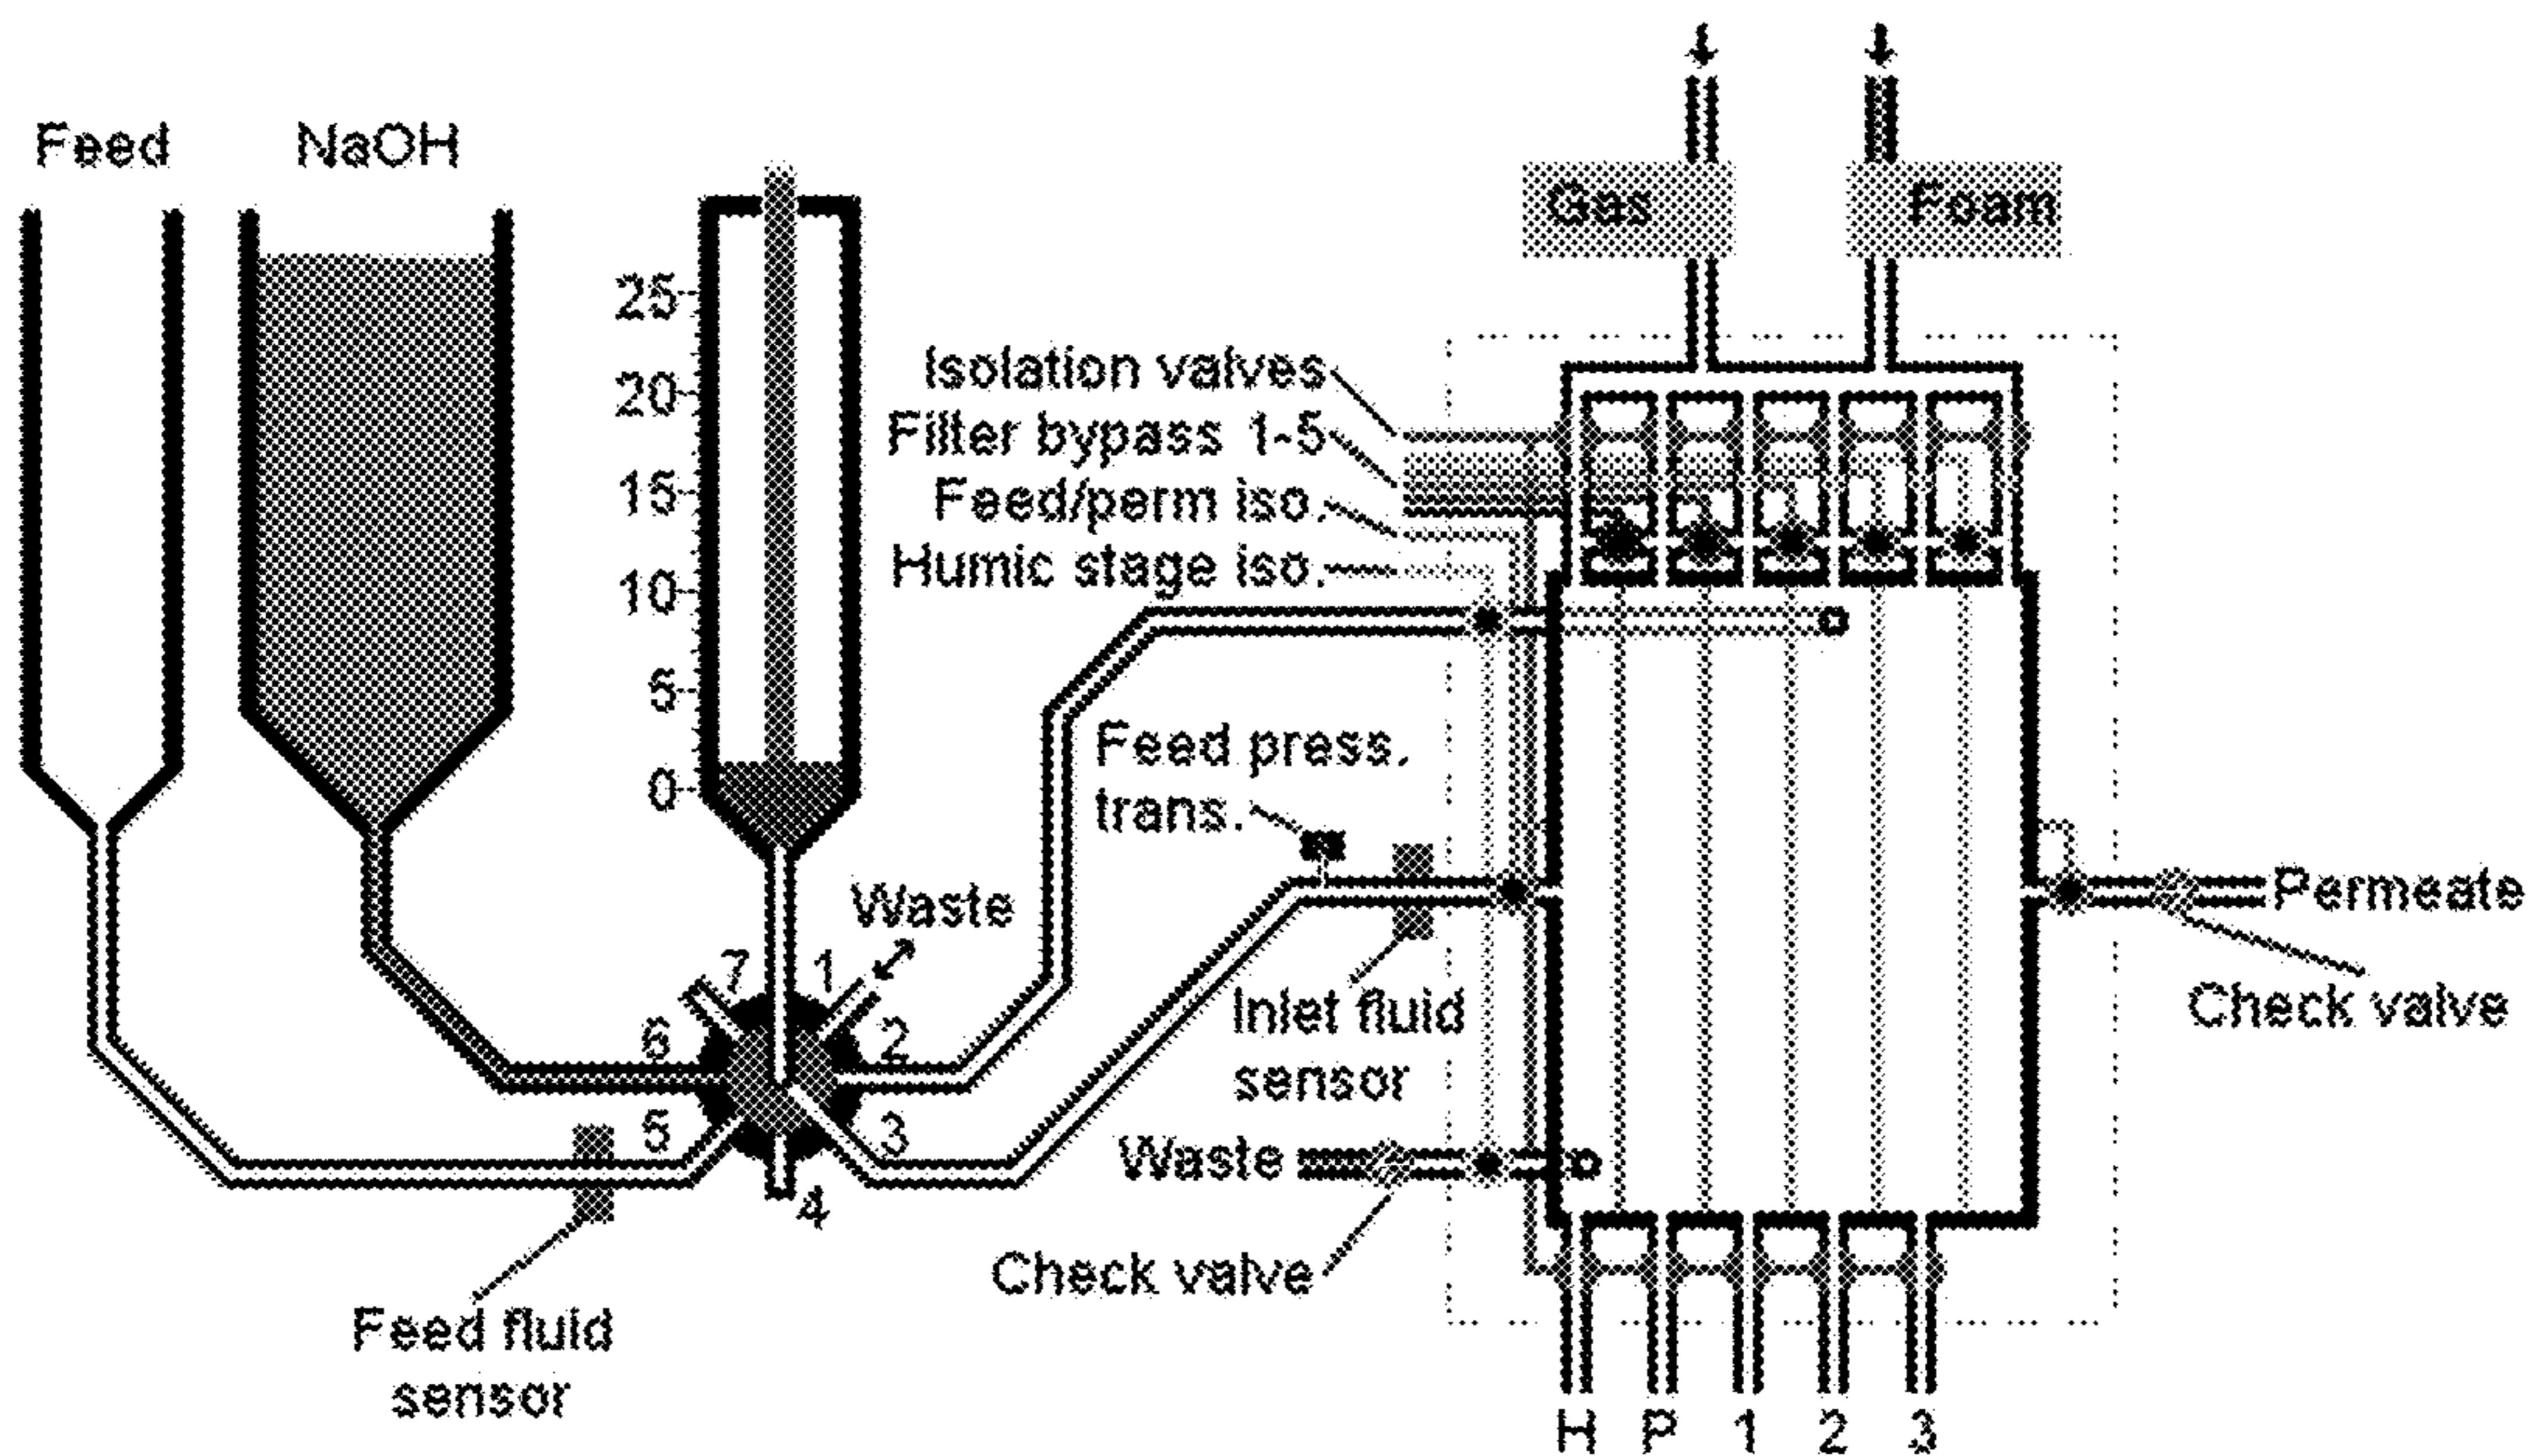 Feed
NaOH
Gas
Foam
25
20
15
10
5
0
Isolation valves
Filter bypass 1-5
Feed/perm iso.
Humic stage iso.
Feed press.
trans.
Waste
7
1
6
2
5
3
4
Inlet fluid
sensor
Permeate
Check valve
Waste
Check valve
Feed fluid
sensor
H P 1 2 3